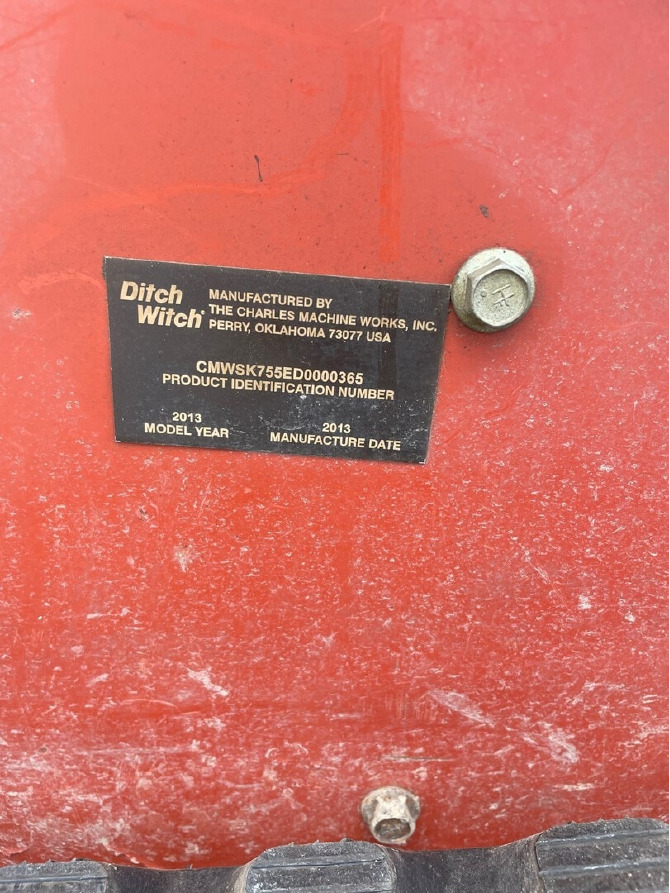 Ditch
Witch®
MANUFACTURED BY
THE CHARLES MACHINE WORKS, INC.
PERRY, OKLAHOMA 73077 USA
CMWSK755ED0000365
PRODUCT IDENTIFICATION NUMBER
2013
MODEL YEAR
2013
MANUFACTURE DATE